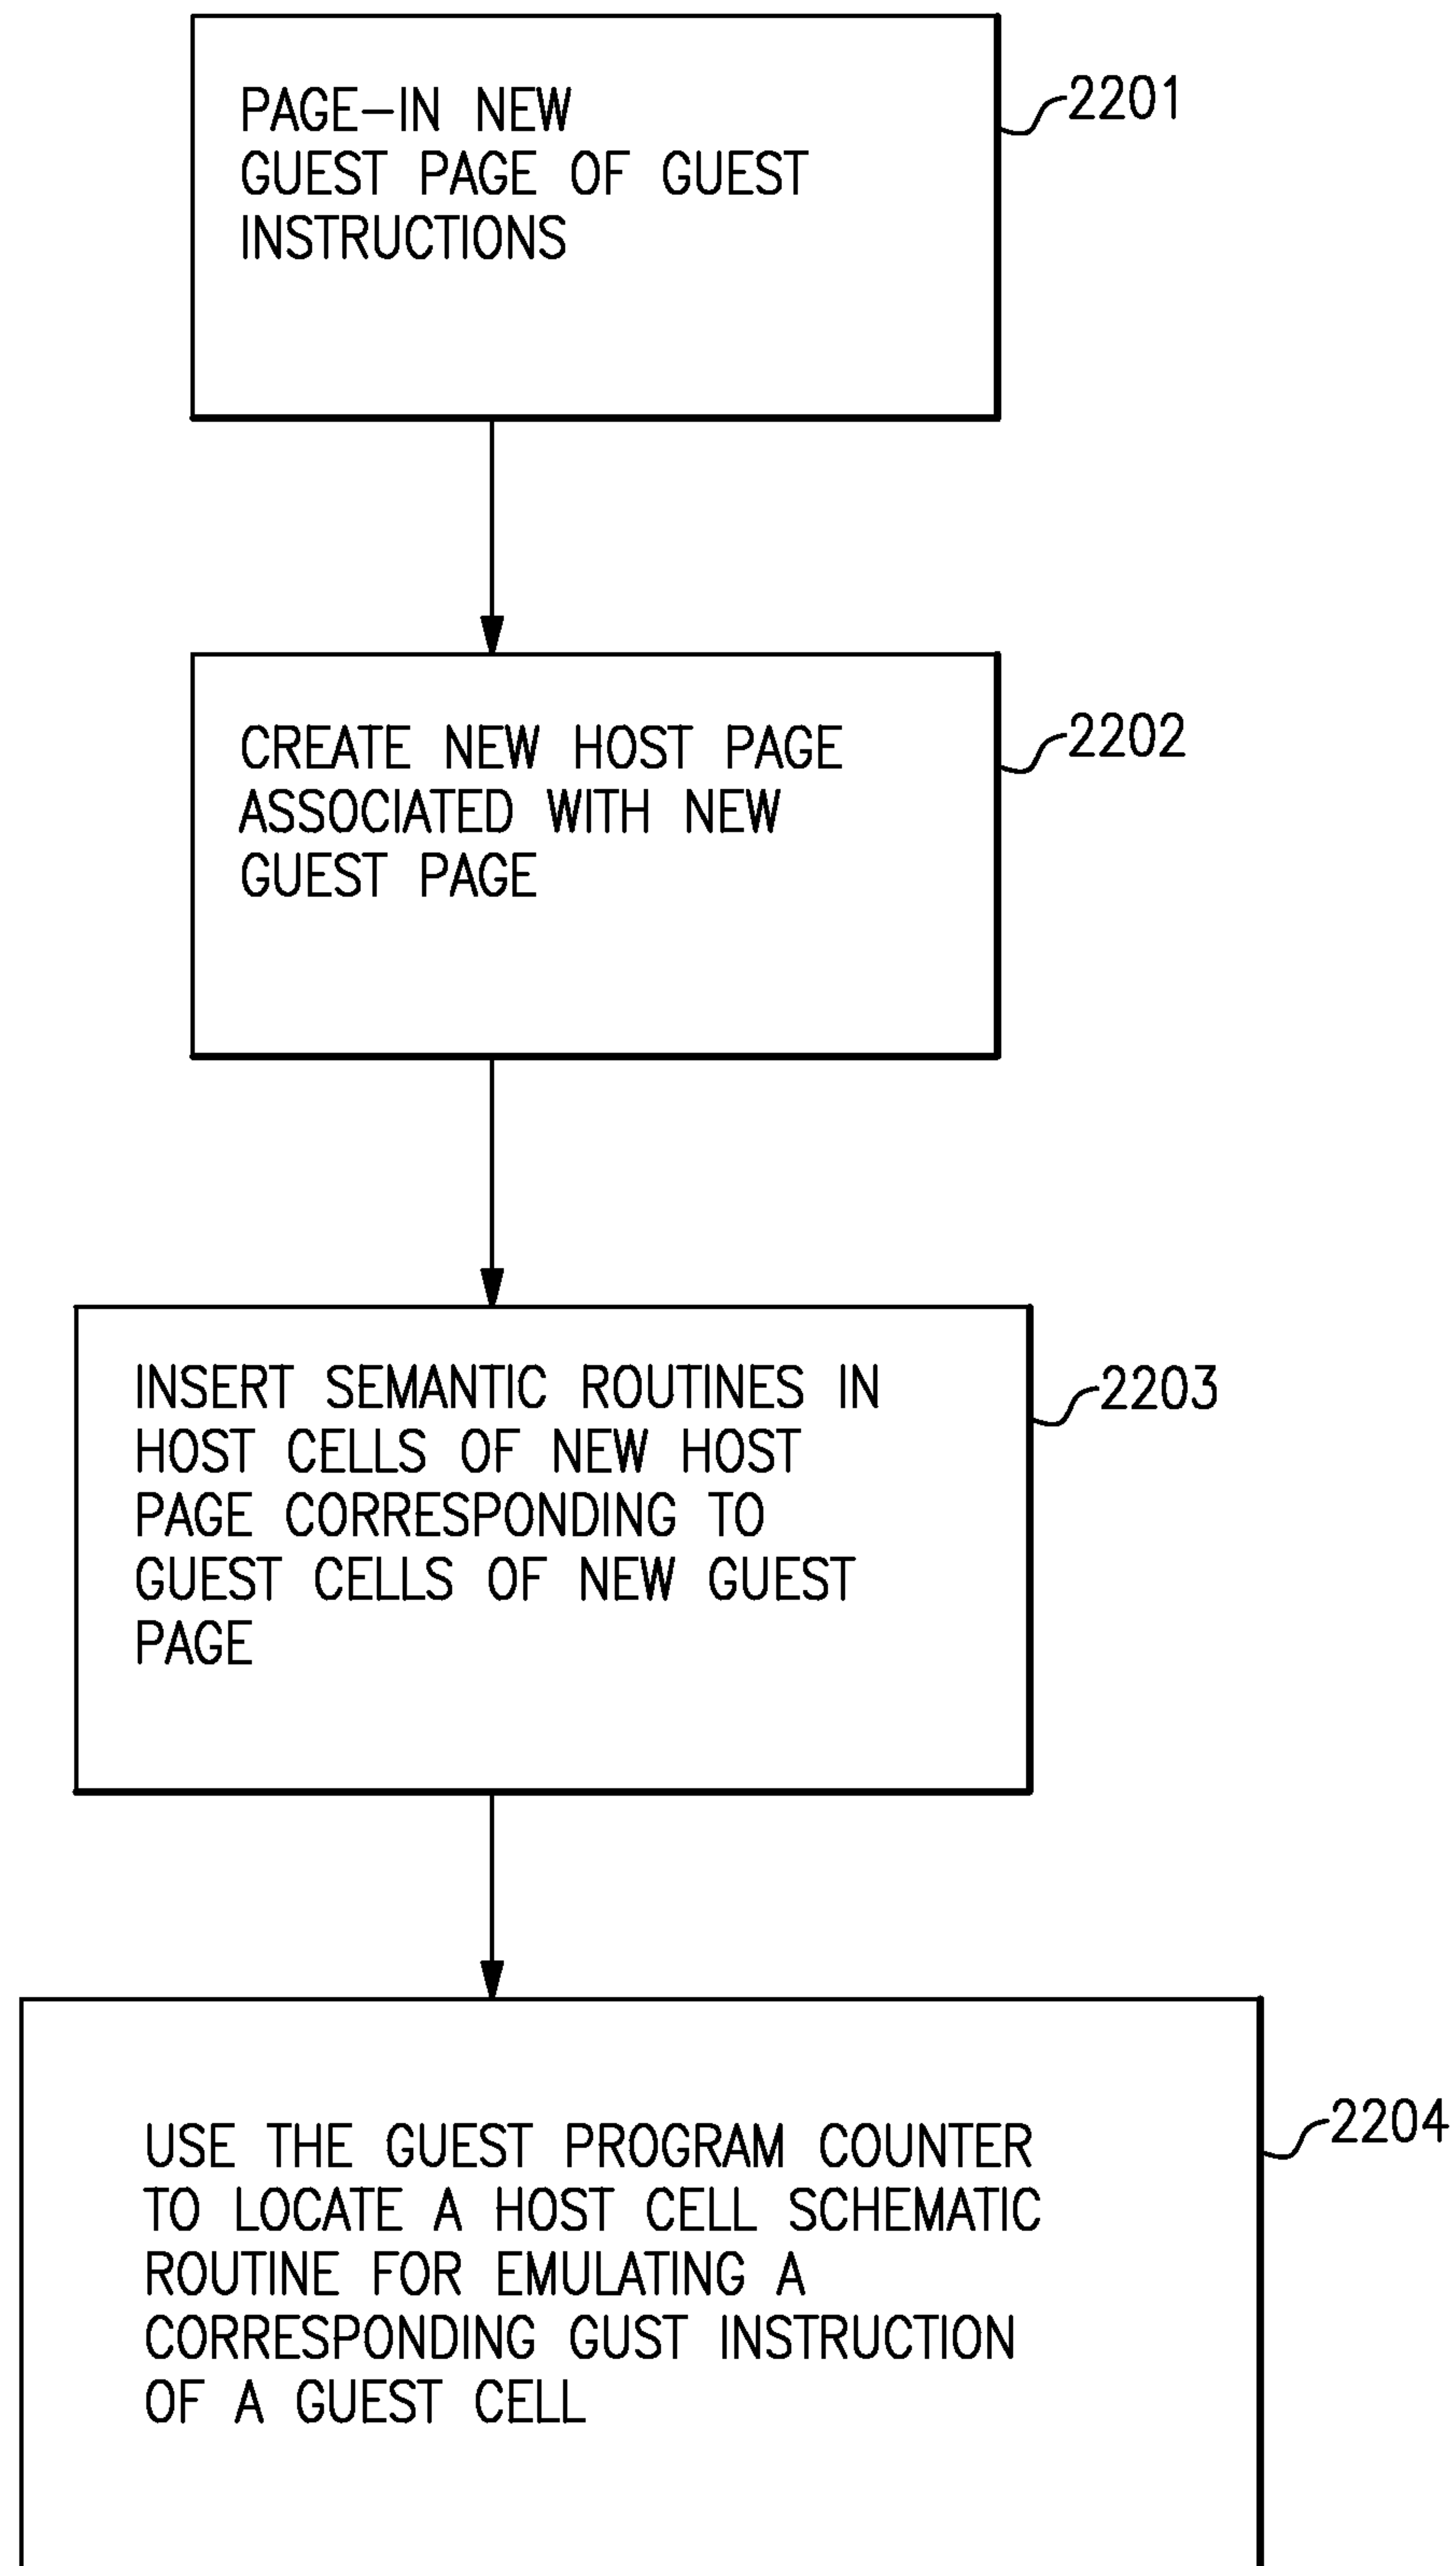 PAGE-IN NEW
GUEST PAGE OF GUEST
INSTRUCTIONS
2201
CREATE NEW HOST PAGE
ASSOCIATED WITH NEW
GUEST PAGE
2202
INSERT SEMANTIC ROUTINES IN
HOST CELLS OF NEW HOST
PAGE CORRESPONDING TO
GUEST CELLS OF NEW GUEST
PAGE
2203
USE THE GUEST PROGRAM COUNTER
TO LOCATE A HOST CELL SCHEMATIC
ROUTINE FOR EMULATING A
CORRESPONDING GUST INSTRUCTION
OF A GUEST CELL
2204